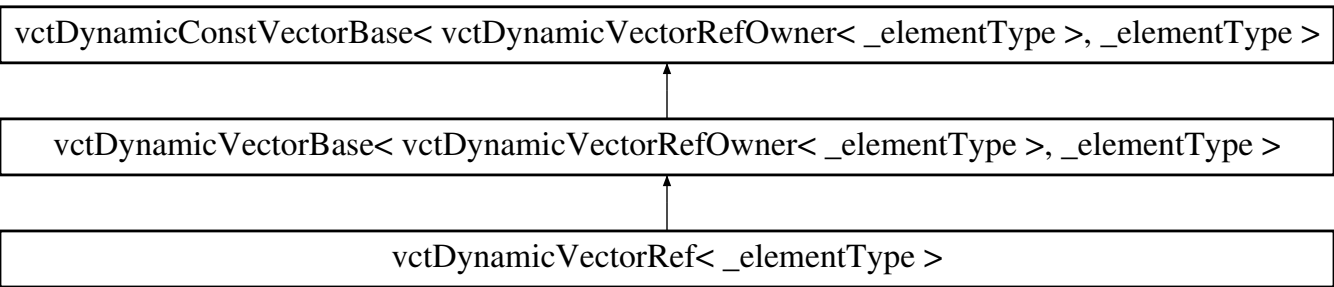 vctDynamicConstVectorBase< vctDynamicVectorRefOwner< _elementType >, _elementType >
vctDynamicVectorBase< vctDynamicVectorRefOwner< _elementType >, _elementType >
vctDynamicVectorRef< _elementType >